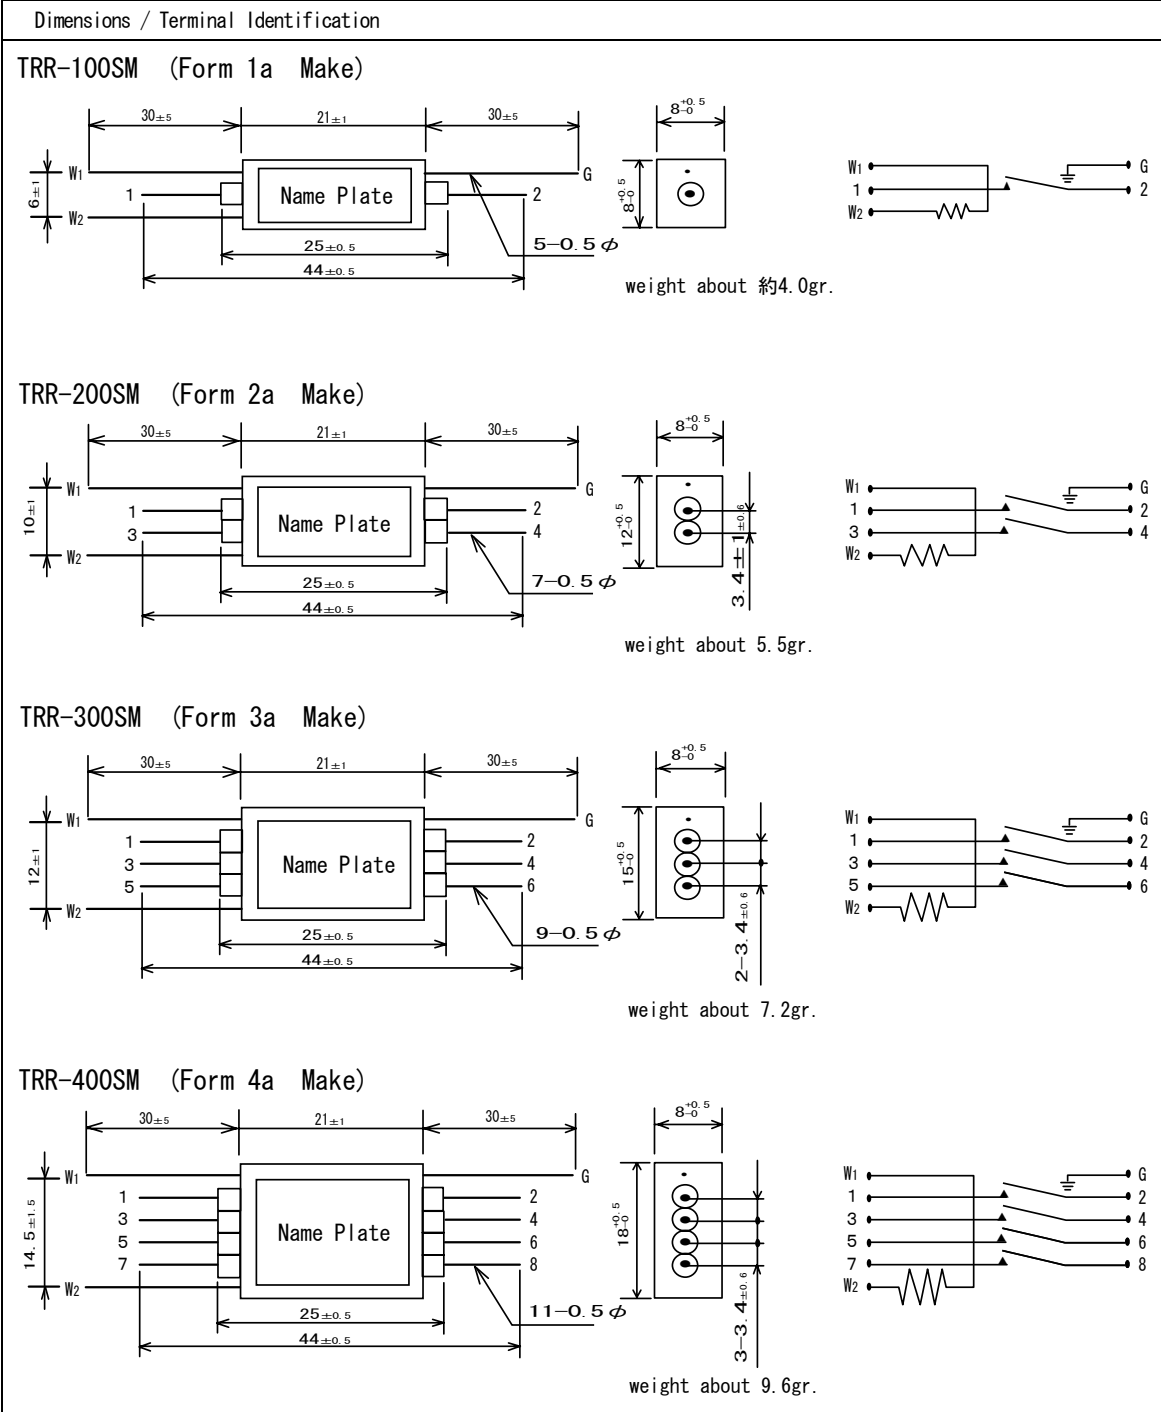 Dimensions / Terminal Identification
TRR-100SM (Form 1a Make)
30±5 21±1 30±5
8+0.5-0
W1 G
6±1
1 Name Plate 2
W2
25±0.5
44±0.5
5-0.5φ
8+0.5-0
W1 G
1 2
W2
weight about 約4.0gr.
TRR-200SM (Form 2a Make)
30±5 21±1 30±5
8+0.5-0
W1 G
10±1
1 2
Name Plate
3 4
W2
25±0.5
44±0.5
7-0.5φ
12+0.5-0
3.4±1±0.6
W1 G
1 2
3 4
W2
weight about 5.5gr.
TRR-300SM (Form 3a Make)
30±5 21±1 30±5
8+0.5-0
W1 G
12±1
1 2
3 Name Plate 4
5 6
W2
25±0.5
44±0.5
9-0.5φ
15+0.5-0
2-3.4±0.6
W1 G
1 2
3 4
5 6
W2
weight about 7.2gr.
TRR-400SM (Form 4a Make)
30±5 21±1 30±5
8+0.5-0
W1 G
14.5±1.5
1 2
3 4
Name Plate
5 6
7 8
W2
25±0.5
44±0.5
11-0.5φ
18+0.5-0
3-3.4±0.6
W1 G
1 2
3 4
5 6
7 8
W2
weight about 9.6gr.